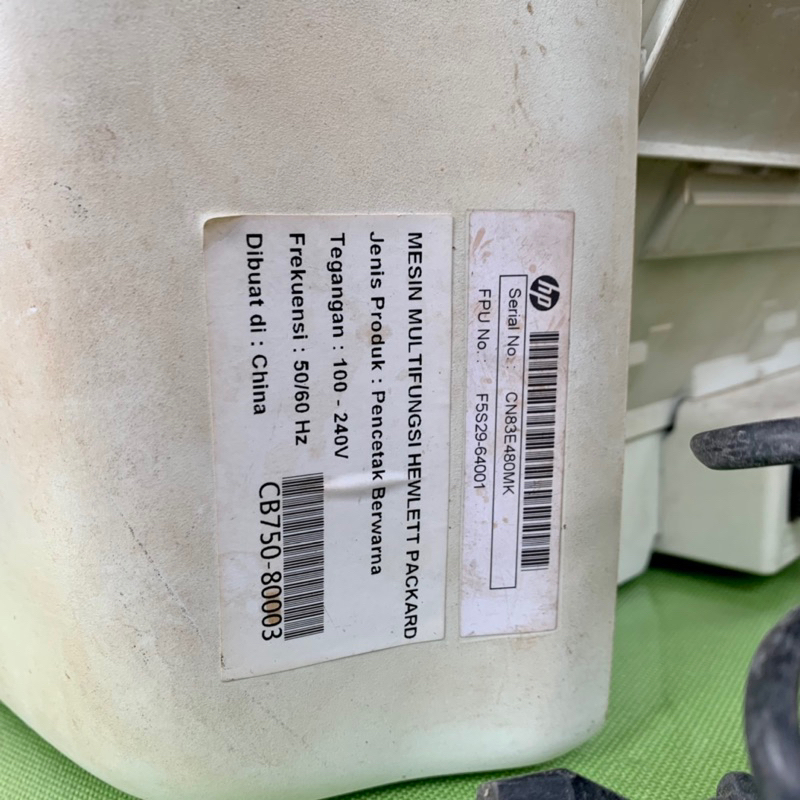 hp
Serial No.: CN83E480MK
FPU No.: F5S29-64001
MESIN MULTIFUNGSI HEWLETT PACKARD
Jenis Produk : Pencetak Berwarna
Tegangan : 100 - 240V
Frekuensi : 50/60 Hz
Dibuat di : China
CB750-80003